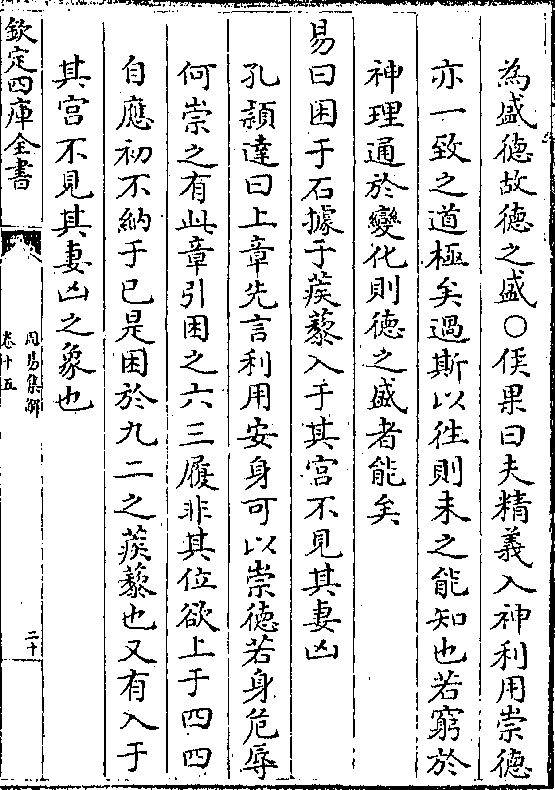 為盛德故德之盛○侯果曰夫精義入神利用崇德
亦一致之道極矣過斯以往則未之能知也若窮於
神理通於變化則德之盛者能矣
易曰困于石據于蒺藜入于其宮不見其妻凶
孔頴達曰上章先言利用安身可以崇德若身危辱
何崇之有此章引困之六三履非其位欲上于四四
自應初不納于已是困於九二之蒺藜也又有入于
其宮不見其妻凶之象也
欽定四庫全書
周易集解
卷十五
二十